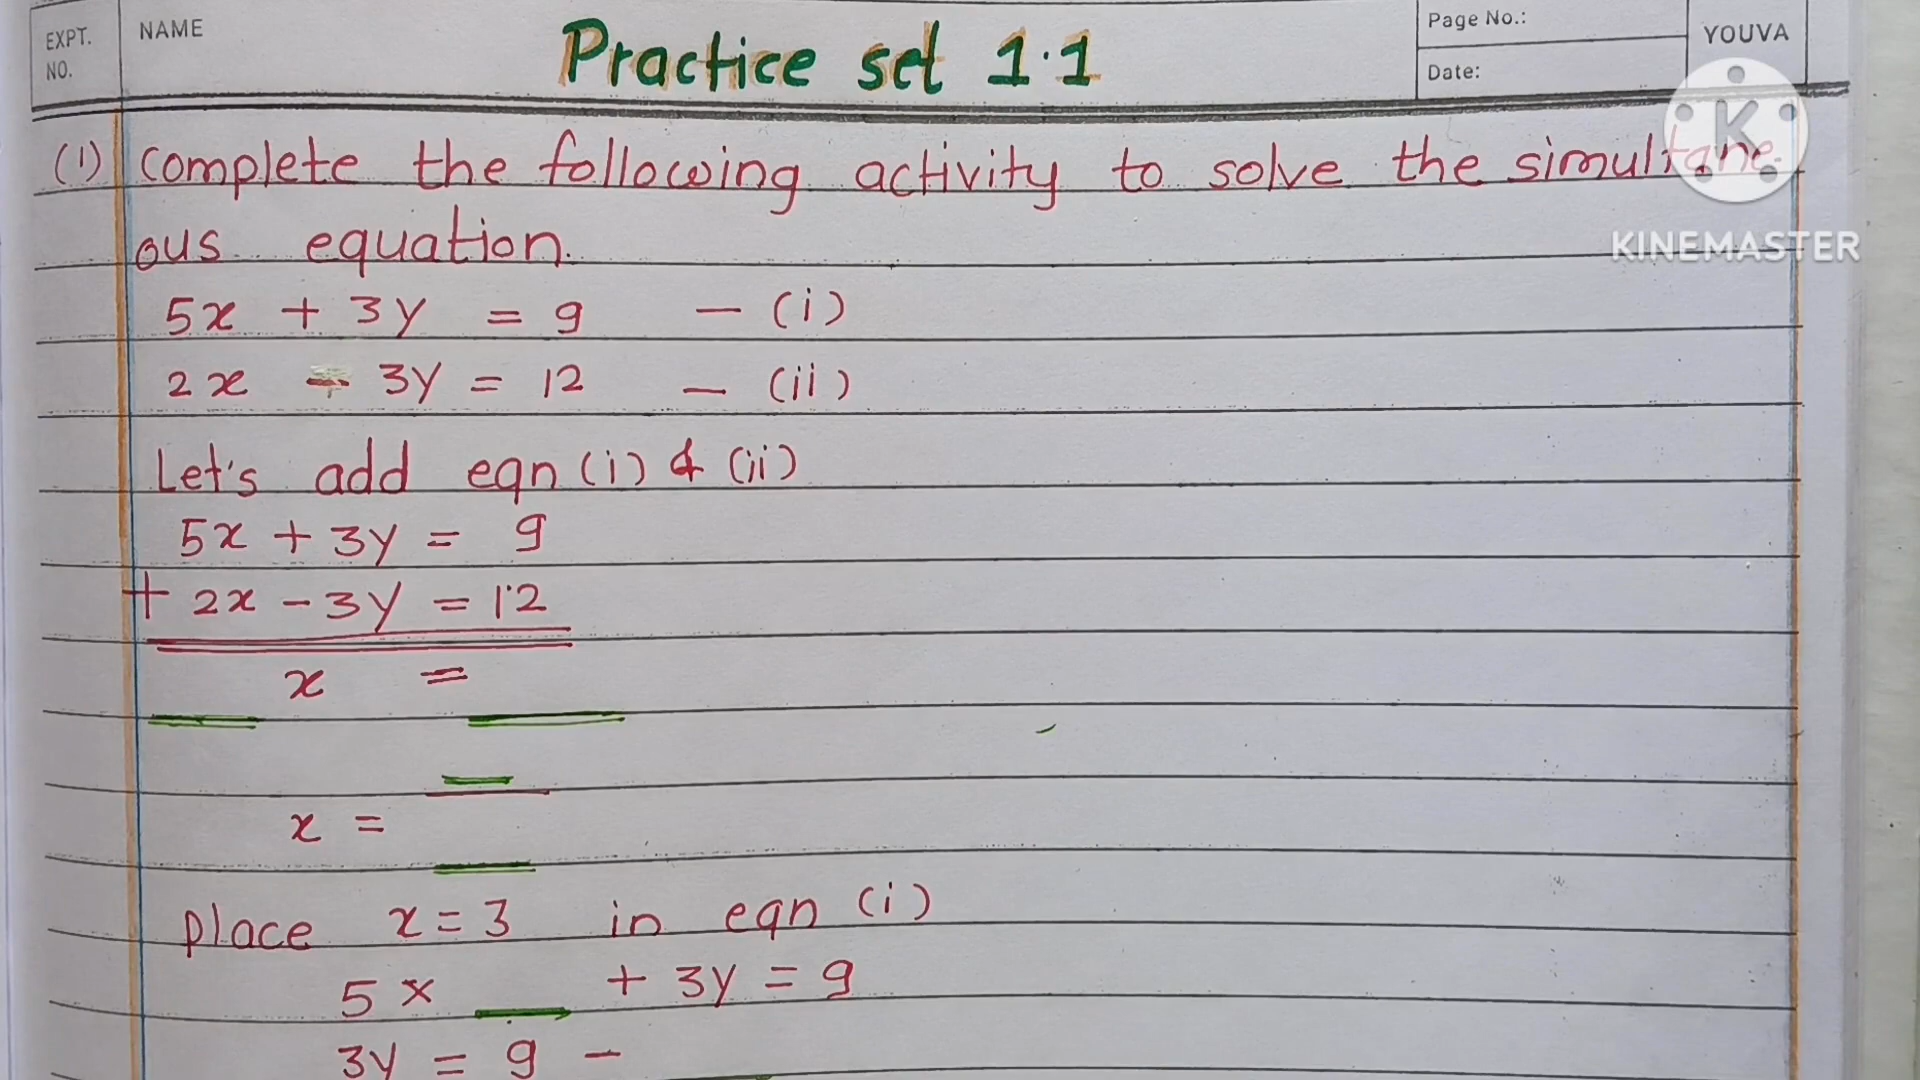 EXPT. NO.
NAME
Practice set 1.1
Page No.:
Date:
YOUVA
K
KINEMASTER
(1) complete the following activity to solve the simultane
ous equation.
5x + 3y = 9 — (i)
2x - 3y = 12 — (ii)
Let's add eqn (i) & (ii)
5x + 3y = 9
+ 2x - 3y = 12
x =
x =
place x = 3 in eqn (i)
5 × __ + 3y = 9
3y = 9 -